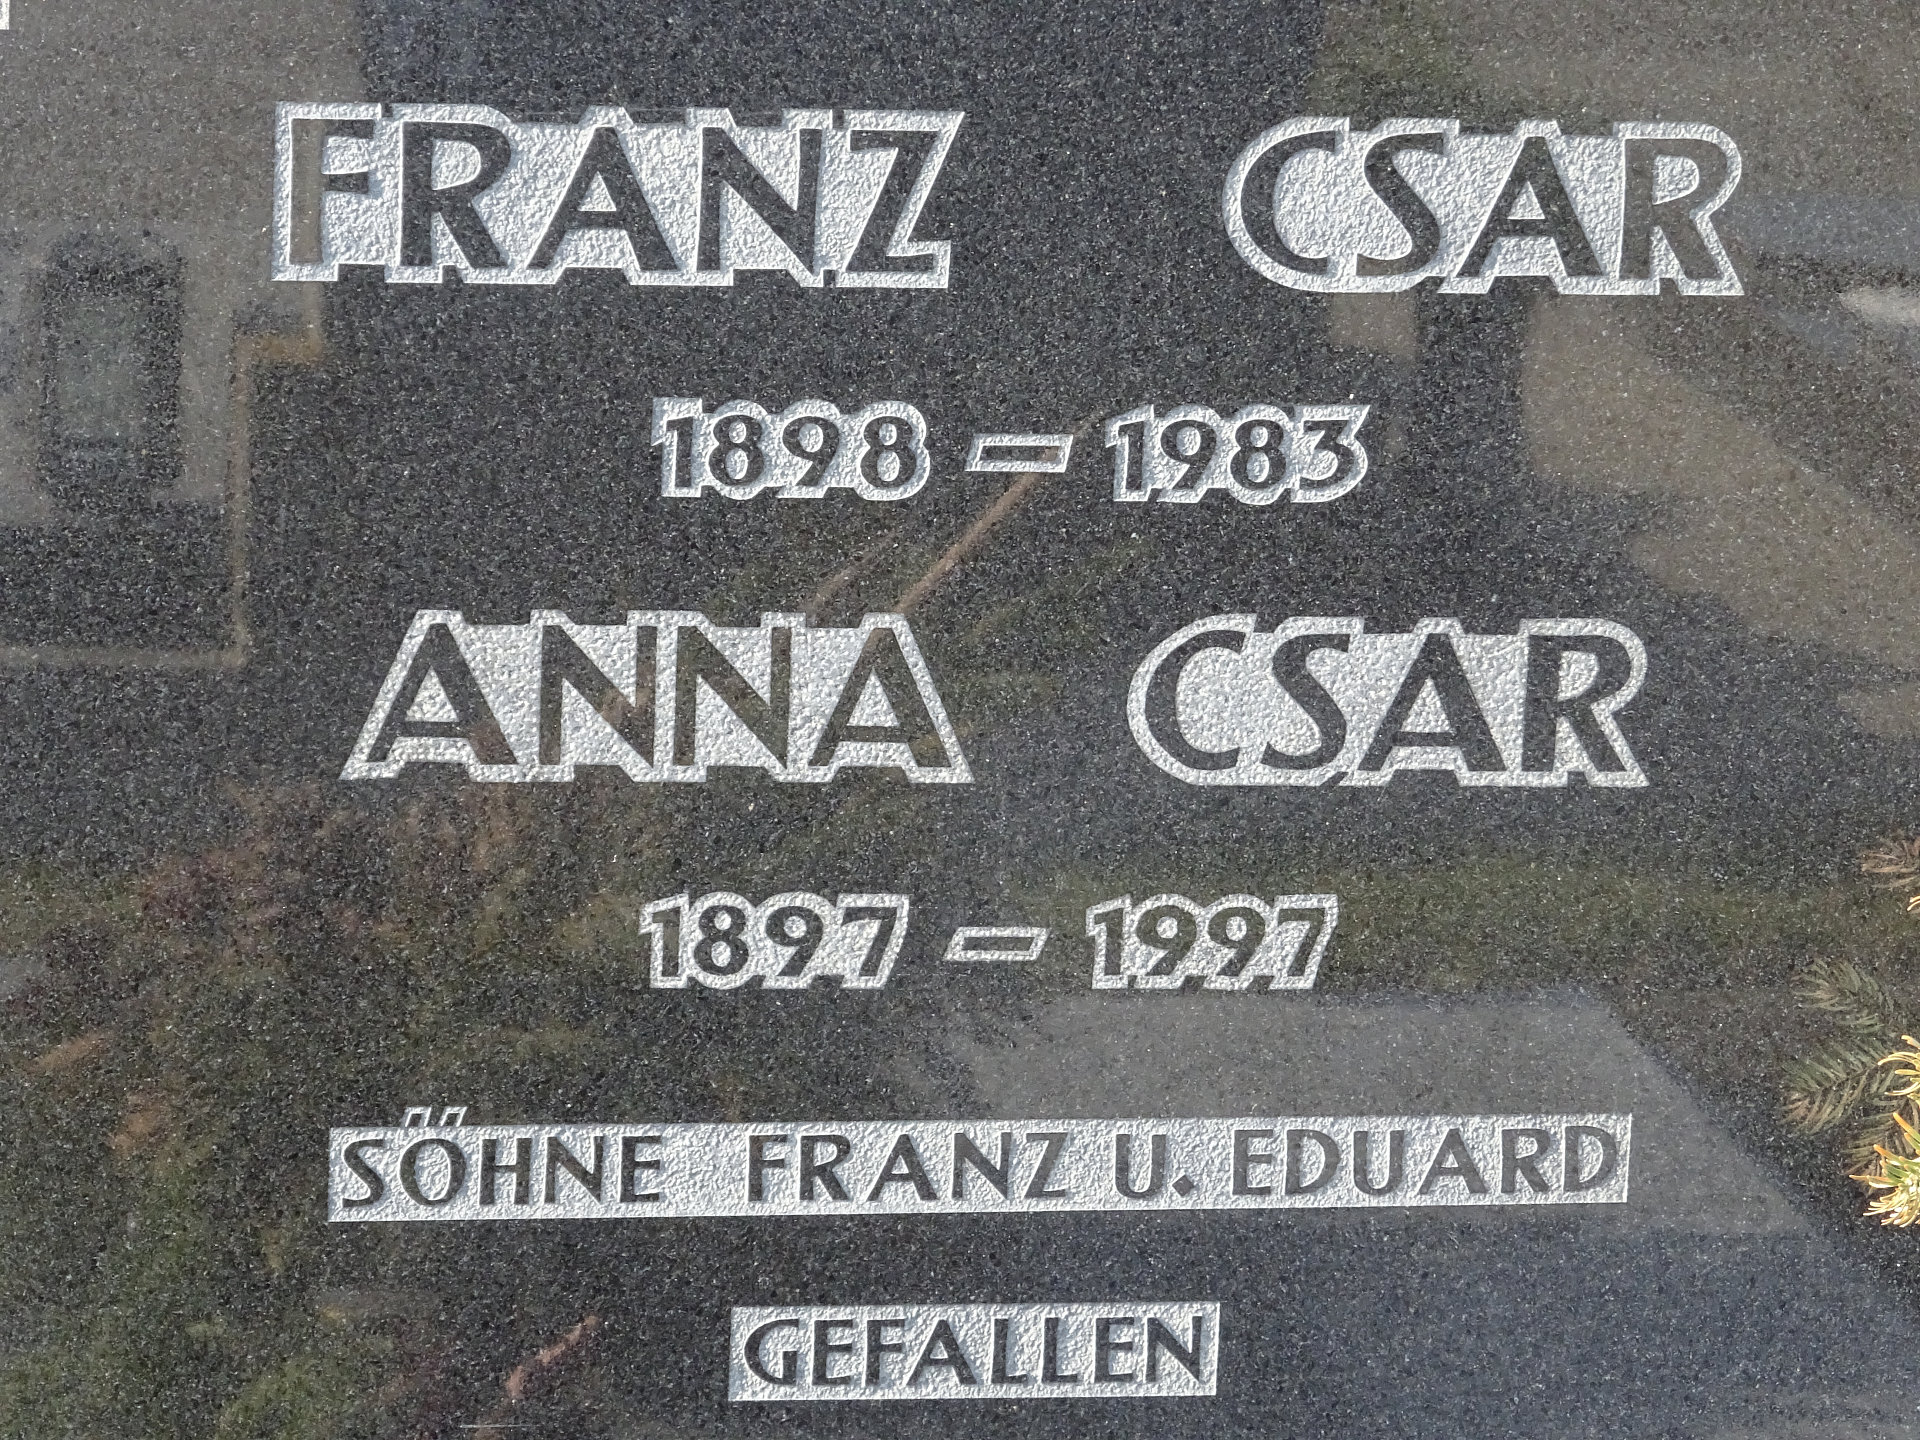 FRANZ CSAR
1898 – 1983
ANNA CSAR
1897 – 1997
SÖHNE FRANZ U. EDUARD
GEFALLEN